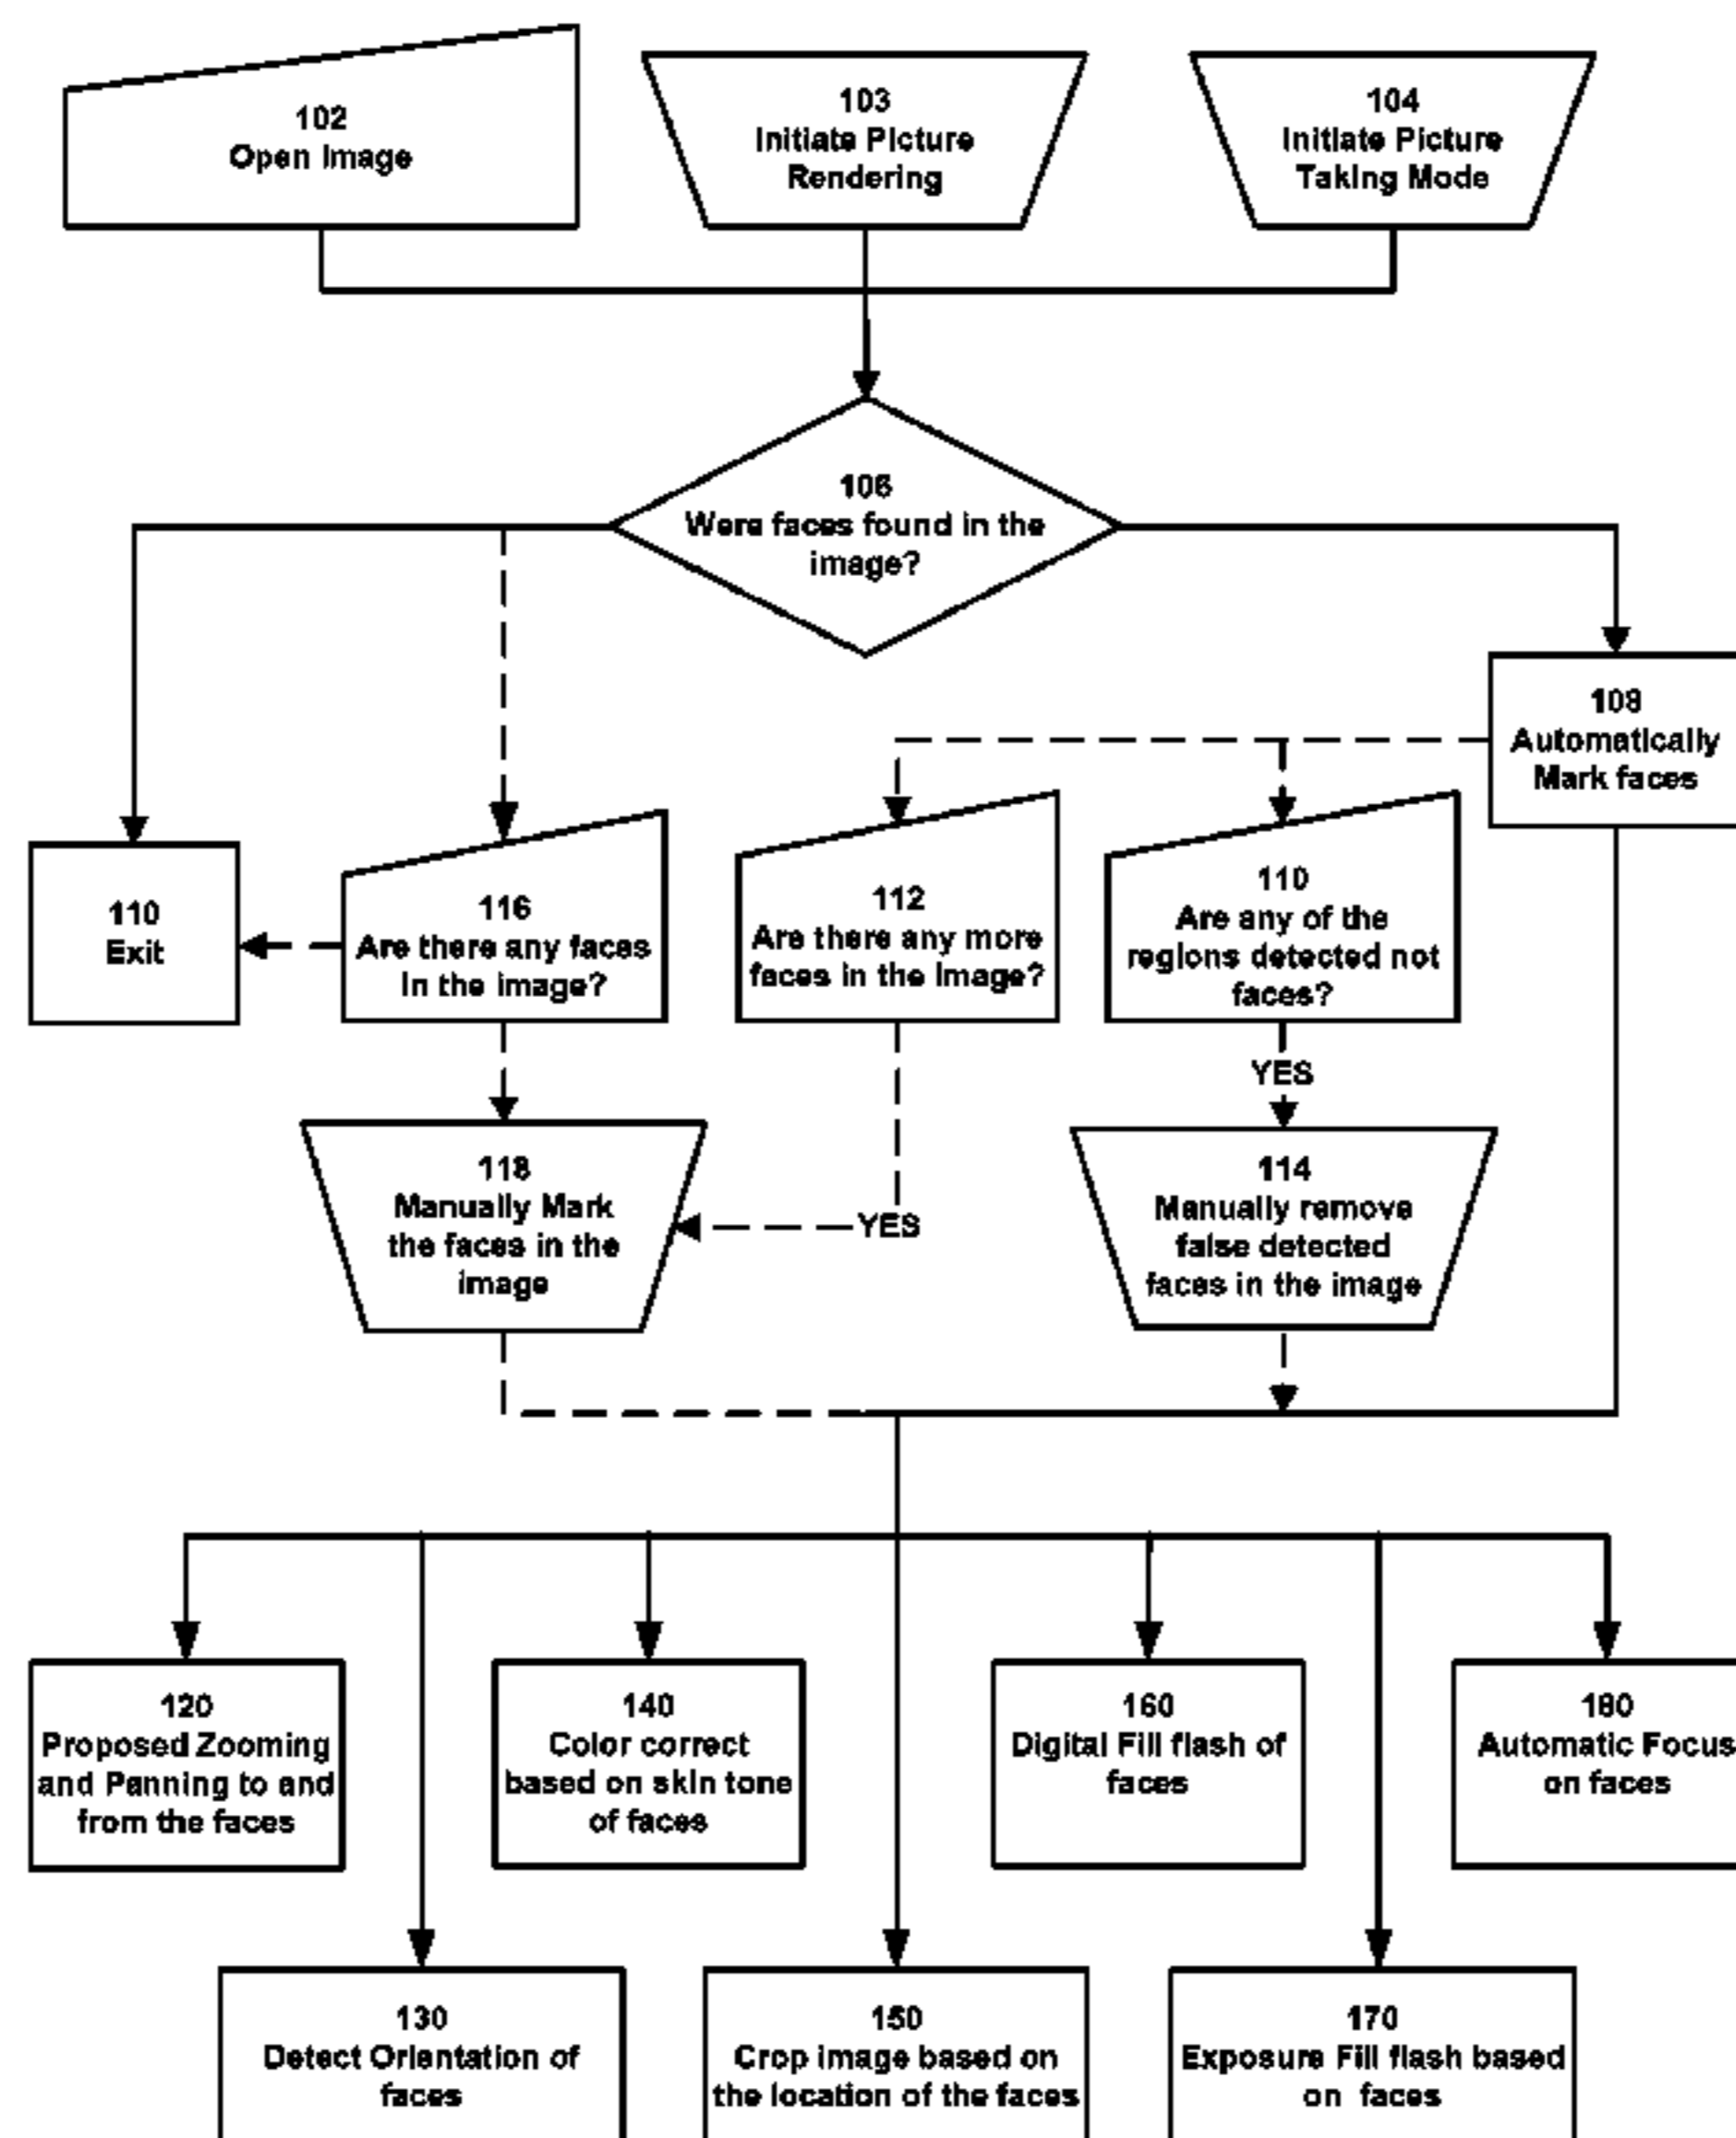 102
Open Image
103
Initiate Picture
Rendering
104
Initiate Picture
Taking Mode
106
Were faces found in the
image?
108
Automatically
Mark faces
110
Exit
116
Are there any faces
in the image?
112
Are there any more
faces in the image?
110
Are any of the
regions detected not
faces?
YES
118
Manually Mark
the faces in the
image
YES
114
Manually remove
false detected
faces in the image
120
Proposed Zooming
and Panning to and
from the faces
140
Color correct
based on skin tone
of faces
160
Digital Fill flash of
faces
180
Automatic Focus
on faces
130
Detect Orientation of
faces
150
Crop image based on
the location of the faces
170
Exposure Fill flash based
on faces